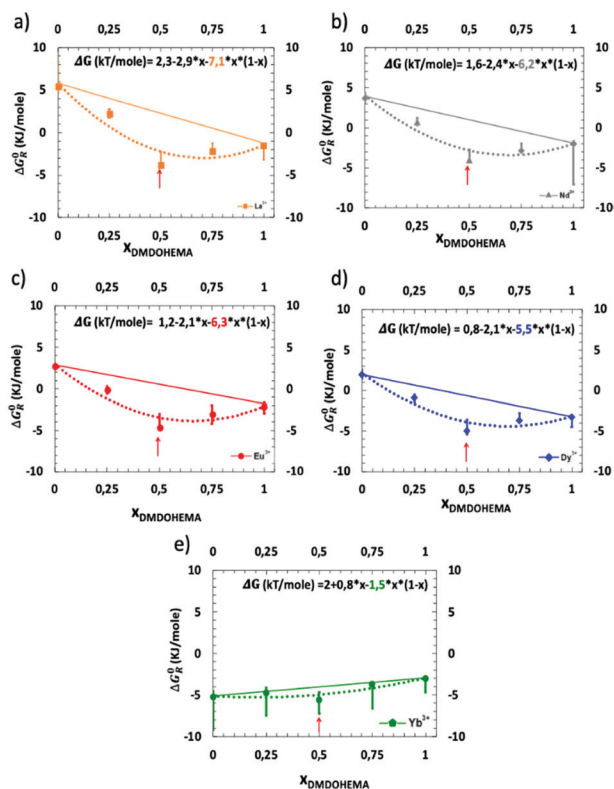 a)
0 0,25 0,5 0,75 1
10 10
ΔG (kT/mole)= 2,3-2,9*x-7,1*x*(1-x)
5 5
0 0
-5 -5
-10 -10
ΔG⁰R (KJ/mole)
La³⁺
0 0,25 0,5 0,75 1
XDMDOHEMA
b)
0 0,25 0,5 0,75 1
10 10
ΔG (kT/mole)= 1,6-2,4*x-6,2*x*(1-x)
5 5
0 0
-5 -5
-10 -10
ΔG⁰R (KJ/mole)
Nd³⁺
0 0,25 0,5 0,75 1
XDMDOHEMA
c)
0 0,25 0,5 0,75 1
10 10
ΔG (kT/mole)= 1,2-2,1*x-6,3*x*(1-x)
5 5
0 0
-5 -5
-10 -10
ΔG⁰R (KJ/mole)
Eu³⁺
0 0,25 0,5 0,75 1
XDMDOHEMA
d)
0 0,25 0,5 0,75 1
10 10
ΔG (kT/mole) = 0,8-2,1*x-5,5*x*(1-x)
5 5
0 0
-5 -5
-10 -10
ΔG⁰R (KJ/mole)
Dy³⁺
0 0,25 0,5 0,75 1
XDMDOHEMA
e)
0 0,25 0,5 0,75 1
10 10
ΔG (kT/mole) =2+0,8*x-1,5*x*(1-x)
5 5
0 0
-5 -5
-10 -10
ΔG⁰R (KJ/mole)
Yb³⁺
0 0,25 0,5 0,75 1
XDMDOHEMA